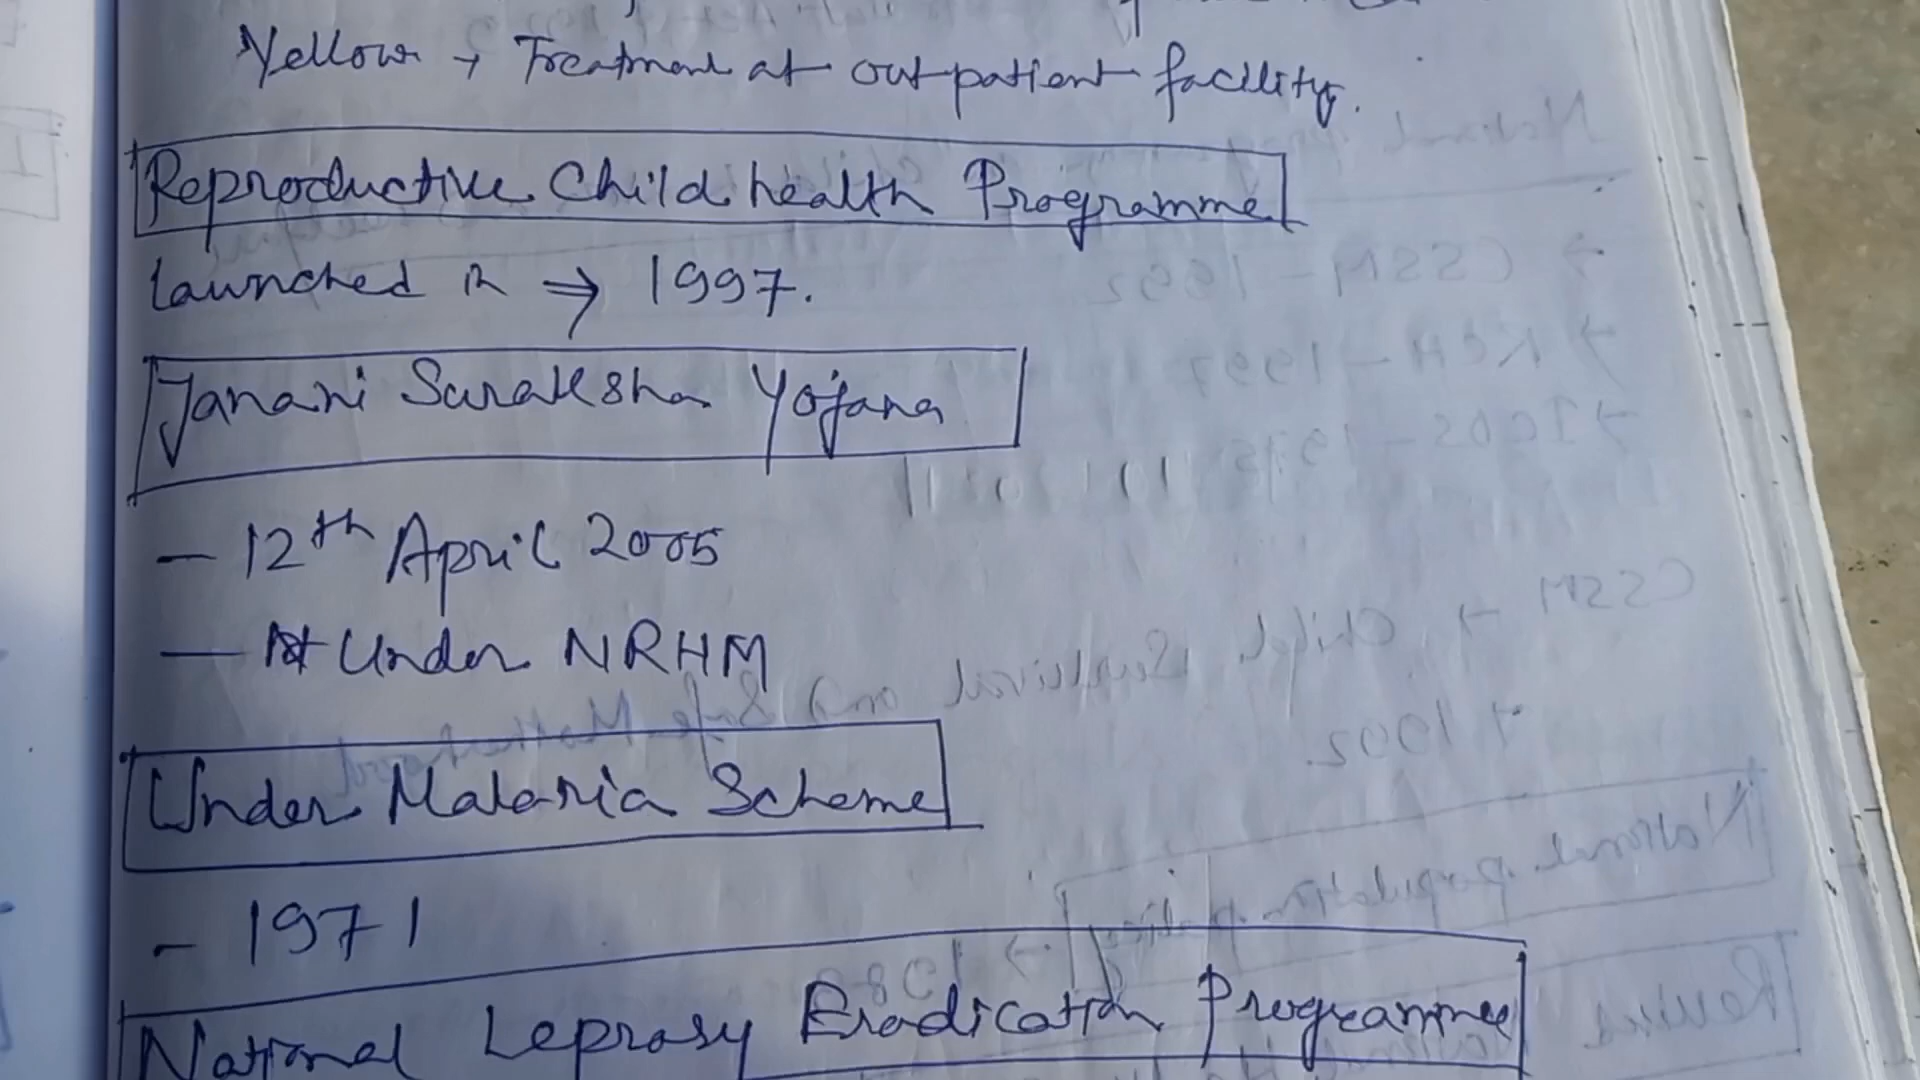 Yellow → Treatment at out patient facility.
Reproductive Child health Programme
Launched in ⇒ 1997.
Janani Suraksha Yojana
- 12th April 2005
- Under NRHM
Under Malaria Scheme
- 1971
National Leprosy Eradication Programme